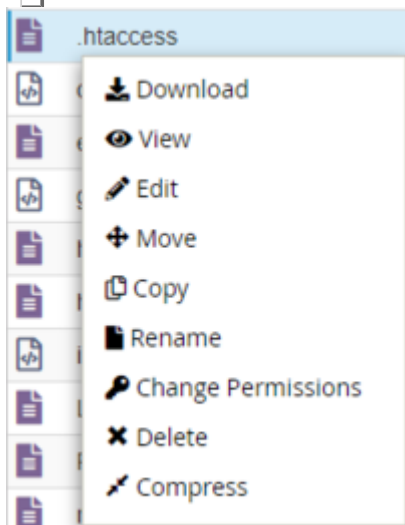 .htaccess
Download
View
Edit
Move
Copy
Rename
Change Permissions
Delete
Compress